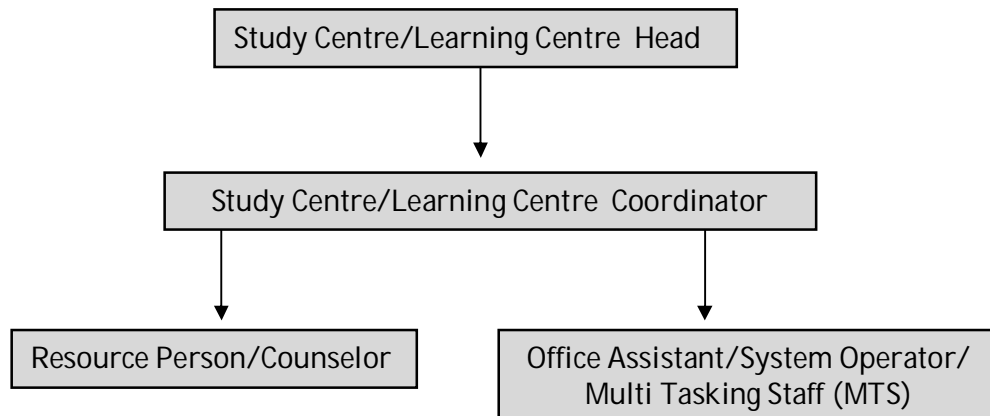 Study Centre/Learning Centre Head
Study Centre/Learning Centre Coordinator
Resource Person/Counselor
Office Assistant/System Operator/
Multi Tasking Staff (MTS)